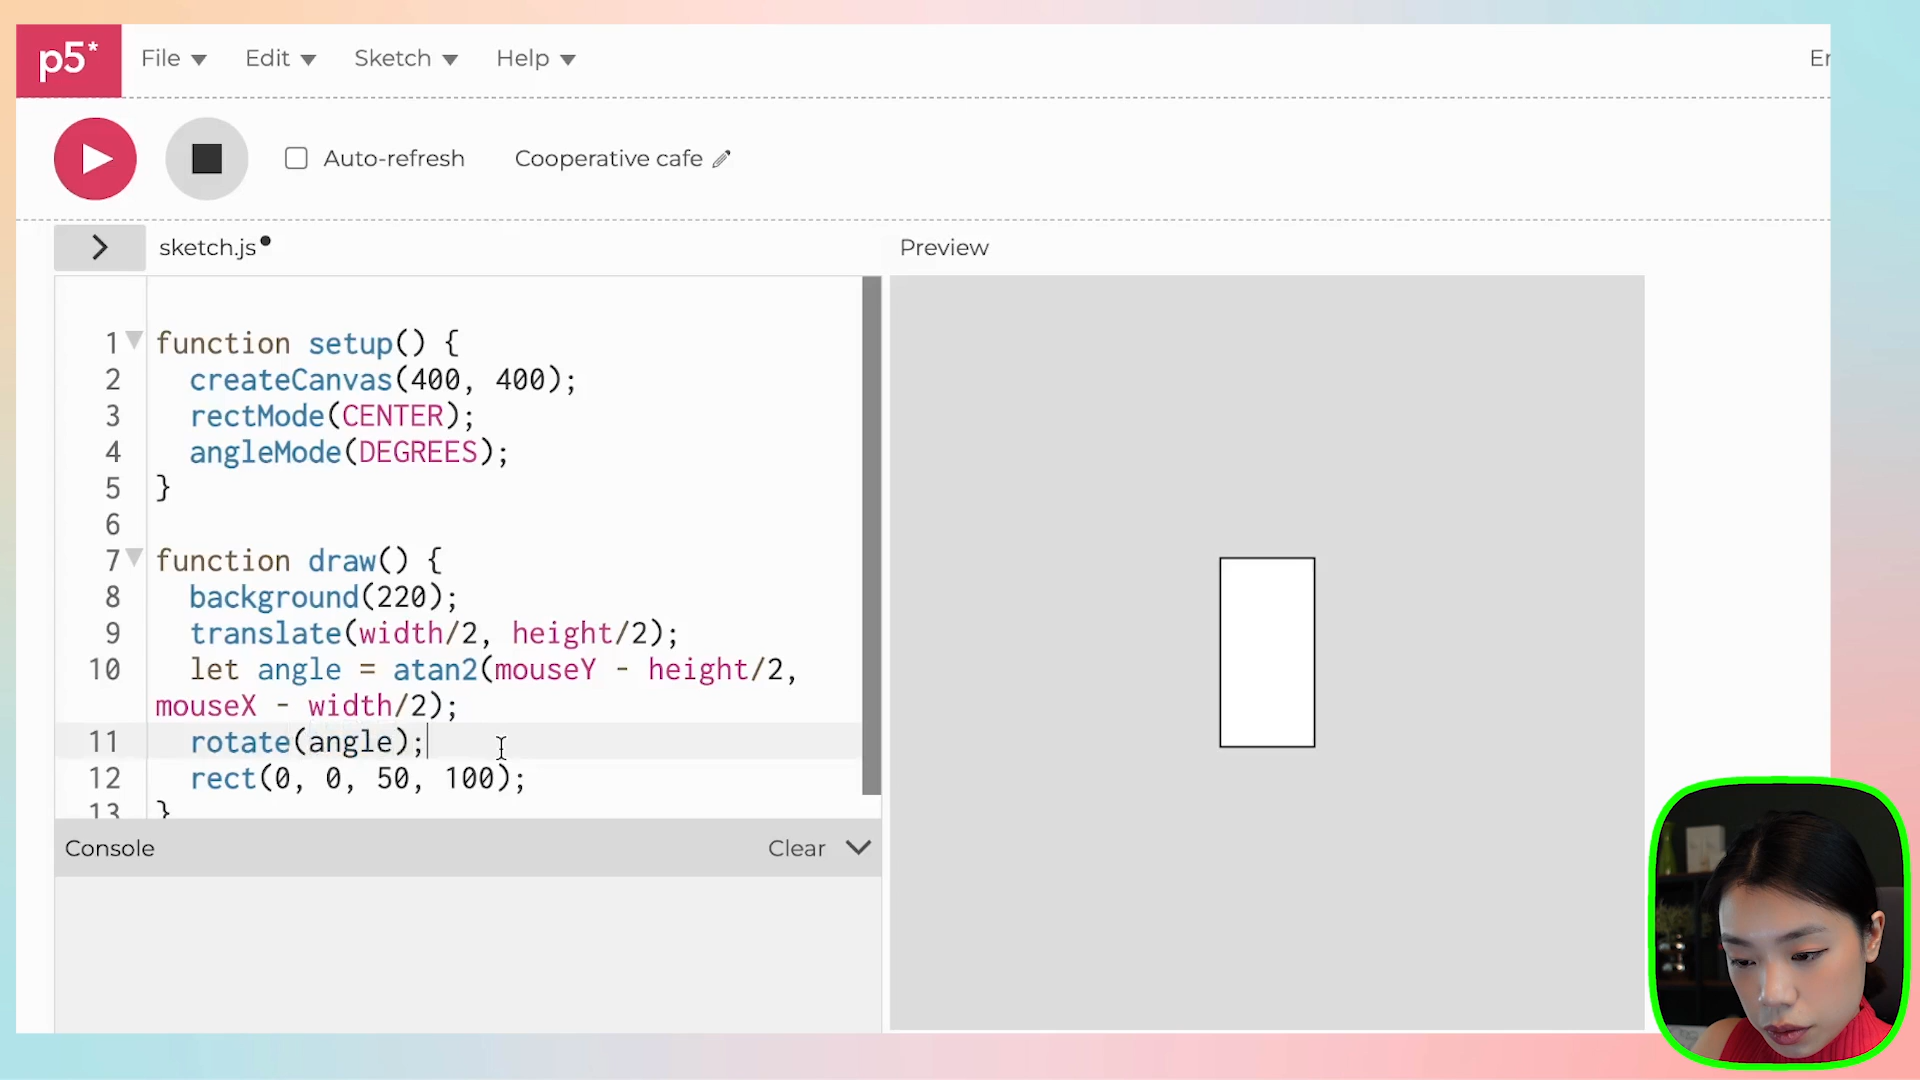 p5* File Edit Sketch Help Er
Auto-refresh Cooperative cafe
sketch.js Preview
1 function setup() {
2 createCanvas(400, 400);
3 rectMode(CENTER);
4 angleMode(DEGREES);
5 }
6
7 function draw() {
8 background(220);
9 translate(width/2, height/2);
10 let angle = atan2(mouseY - height/2,
mouseX - width/2);
11 rotate(angle);
12 rect(0, 0, 50, 100);
13 }
Console Clear